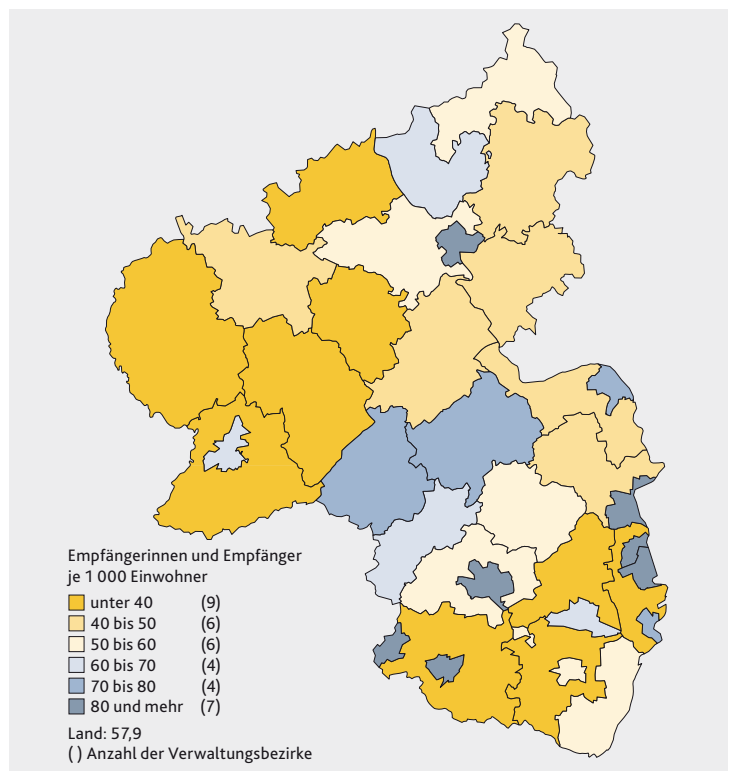 Empfängerinnen und Empfänger
je 1 000 Einwohner
unter 40 (9)
40 bis 50 (6)
50 bis 60 (6)
60 bis 70 (4)
70 bis 80 (4)
80 und mehr (7)
Land: 57,9
( ) Anzahl der Verwaltungsbezirke